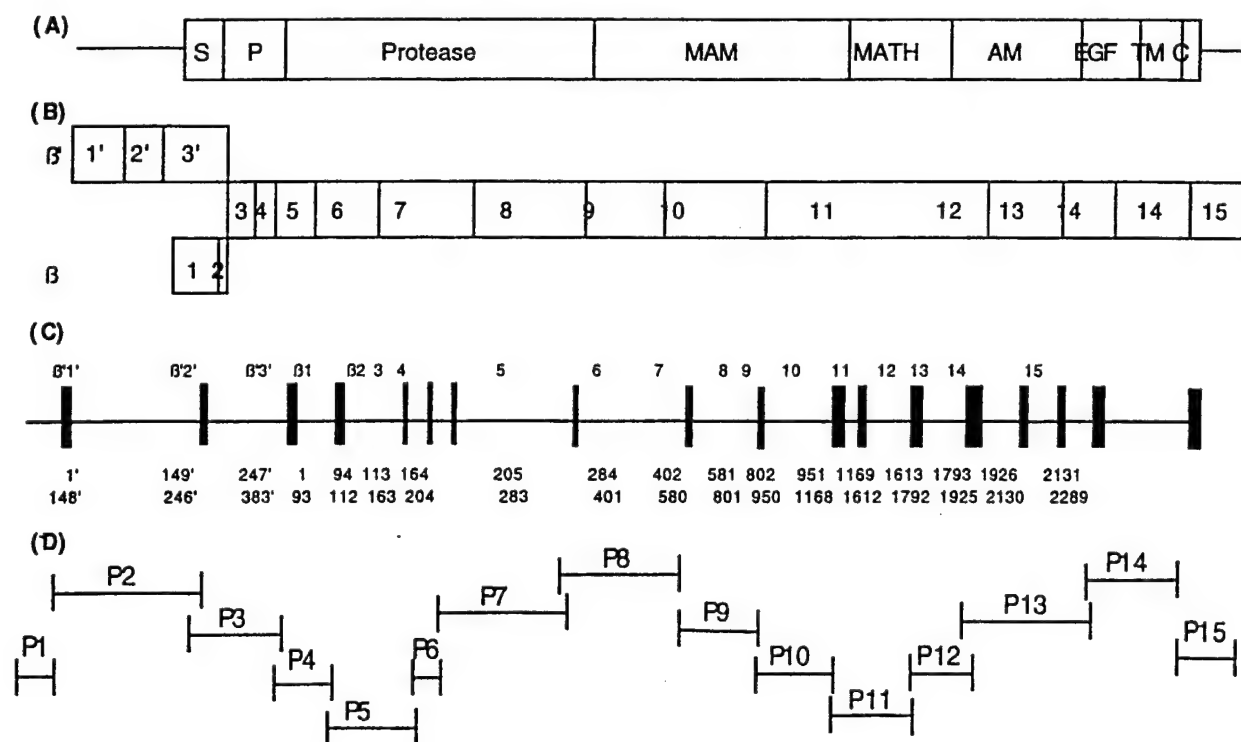 (A)
S P Protease MAM MATH AM EGF TM C
(B)
ß' 1' 2' 3'
3 4 5 6 7 8 9 10 11 12 13 14 14 15
ß 1 2
(C)
ß'1' ß'2' ß'3' ß1 ß2 3 4 5 6 7 8 9 10 11 12 13 14 15
1' 149' 247' 1 94 113 164 205 284 402 581 802 951 1169 1613 1793 1926 2131
148' 246' 383' 93 112 163 204 283 401 580 801 950 1168 1612 1792 1925 2130 2289
(D)
P8
P14
P2
P7
P13
P3
P9
P1
P15
P4
P6
P10
P12
P5
P11